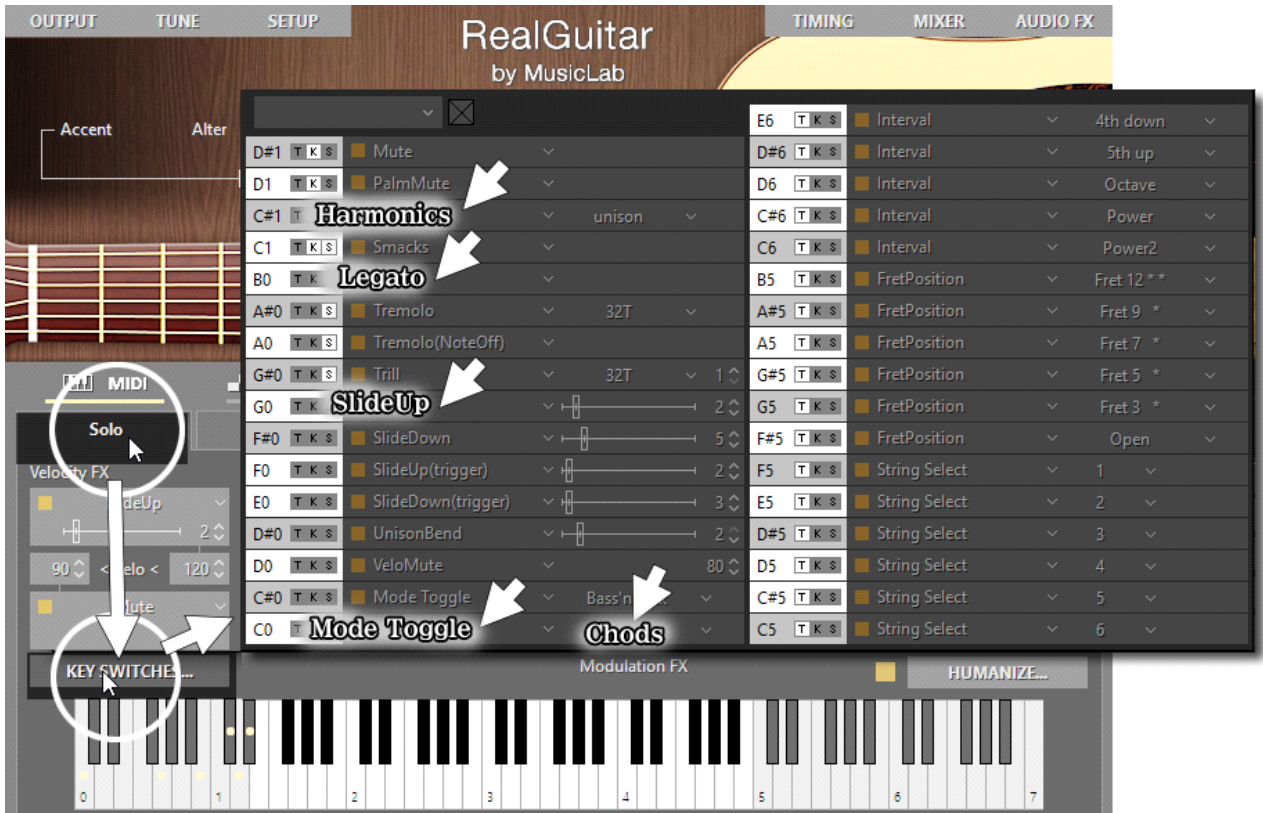 OUTPUT TUNE SETUP
TIMING MIXER AUDIO FX
RealGuitar
by MusicLab
Accent Alter
D#1 T K S Mute
D1 T K S PalmMute
C#1 T Harmonics unison
C1 T K S Smacks
B0 T K Legato
A#0 T K S Tremolo 32T
A0 T K S Tremolo(NoteOff)
G#0 T K S Trill 32T 1
G0 T K SlideUp 2
F#0 T K S SlideDown 5
F0 T K S SlideUp(trigger) 2
E0 T K S SlideDown(trigger) 3
D#0 T K S UnisonBend 2
D0 T K S VeloMute 80
C#0 T K S Mode Toggle Bass'n
C0 T Mode Toggle Chods
E6 T K S Interval 4th down
D#6 T K S Interval 5th up
D6 T K S Interval Octave
C#6 T K S Interval Power
C6 T K S Interval Power2
B5 T K S FretPosition Fret 12 * *
A#5 T K S FretPosition Fret 9 *
A5 T K S FretPosition Fret 7 *
G#5 T K S FretPosition Fret 5 *
G5 T K S FretPosition Fret 3 *
F#5 T K S FretPosition Open
F5 T K S String Select 1
E5 T K S String Select 2
D#5 T K S String Select 3
D5 T K S String Select 4
C#5 T K S String Select 5
C5 T K S String Select 6
MIDI
Solo
Velocity FX
deUp
2
90 < elo < 120
Mute
KEY SWITCHES...
Modulation FX
HUMANIZE...
0 1 2 3 4 5 6 7